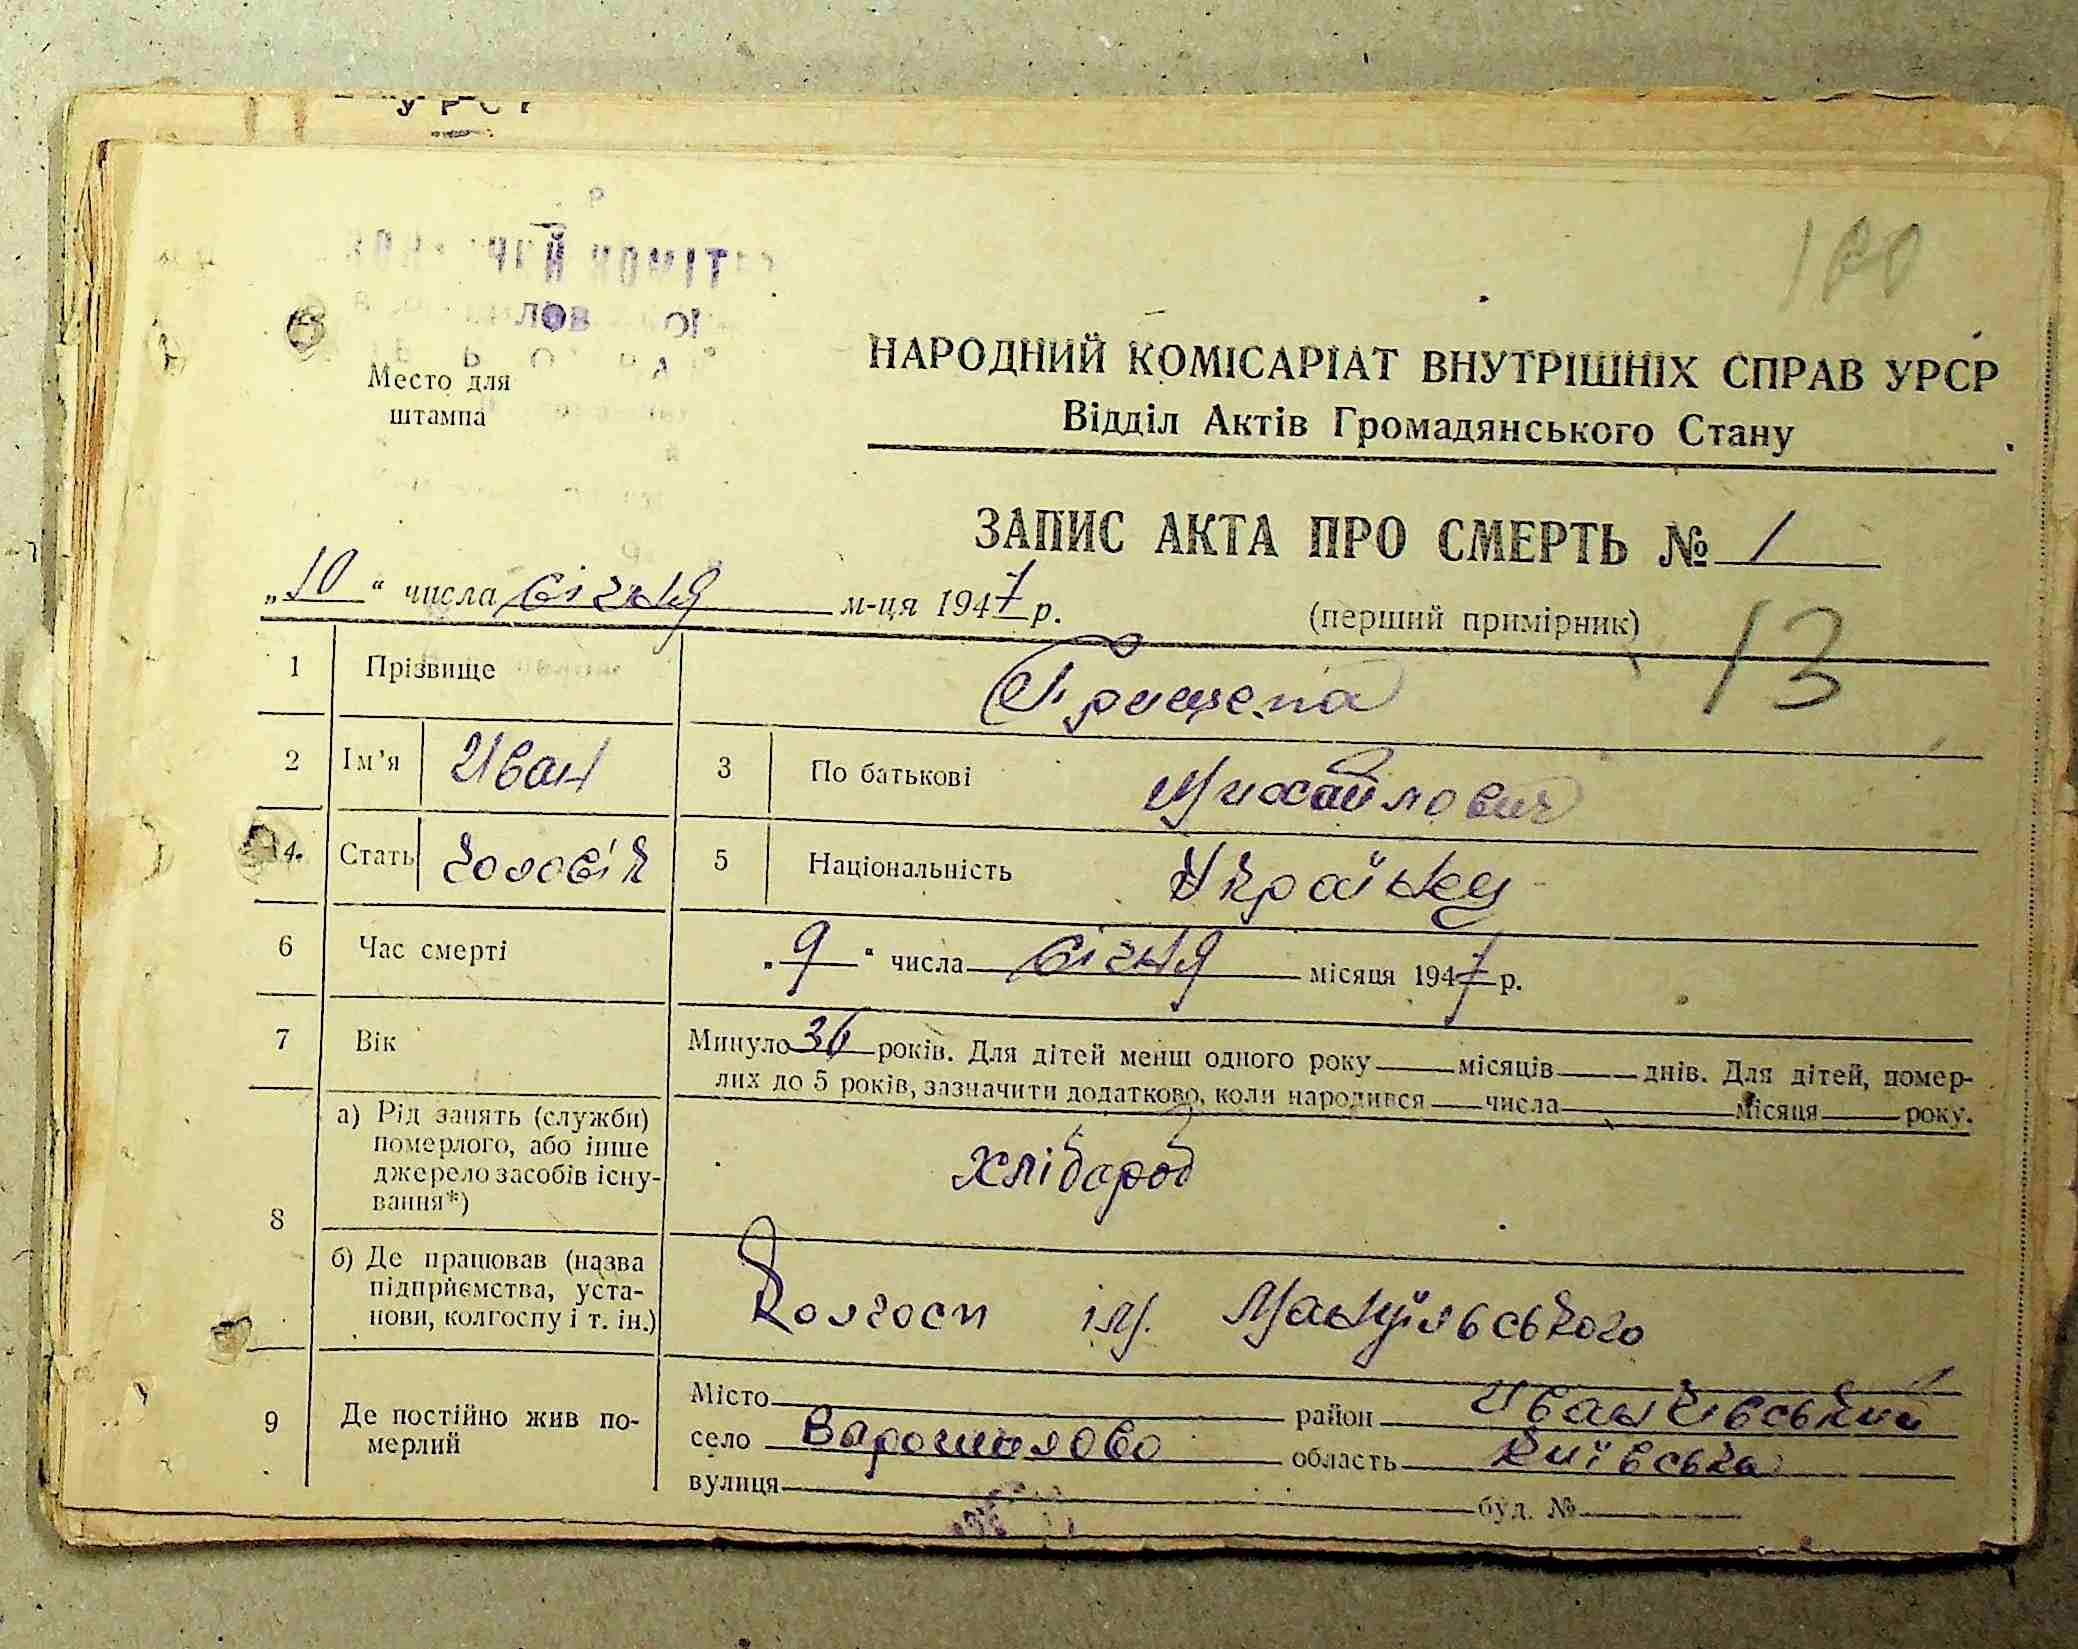 УРСР
180
НАРОДНИЙ КОМІСАРІАТ ВНУТРІШНІХ СПРАВ УРСР
Відділ Актів Громадянського Стану
Место для
штампа
ЗАПИС АКТА ПРО СМЕРТЬ № 1
„10“ числа січня м-ця 1947 р.
(перший примірник)
13
1 Прізвище Грищепа
2 Ім'я Иван 3 По батькові Михайлович
4. Стать чоловік 5 Національність Українец
6 Час смерті „9“ числа січня місяця 1947 р.
7 Вік Минуло 36 років. Для дітей менш одного року місяців днів. Для дітей, помер-
лих до 5 років, зазначити додатково, коли народився числа місяця року.
8
а) Рід занять (служби)
померлого, або інше
джерело засобів існу-
вання*)
хлібороб
б) Де працював (назва
підприємства, уста-
нови, колгоспу і т. ін.)
Колгосп ім. Мануїльського
9 Де постійно жив по-
мерлий
Місто район Иванківський
село Варошилово область Київська
вулиця буд. №